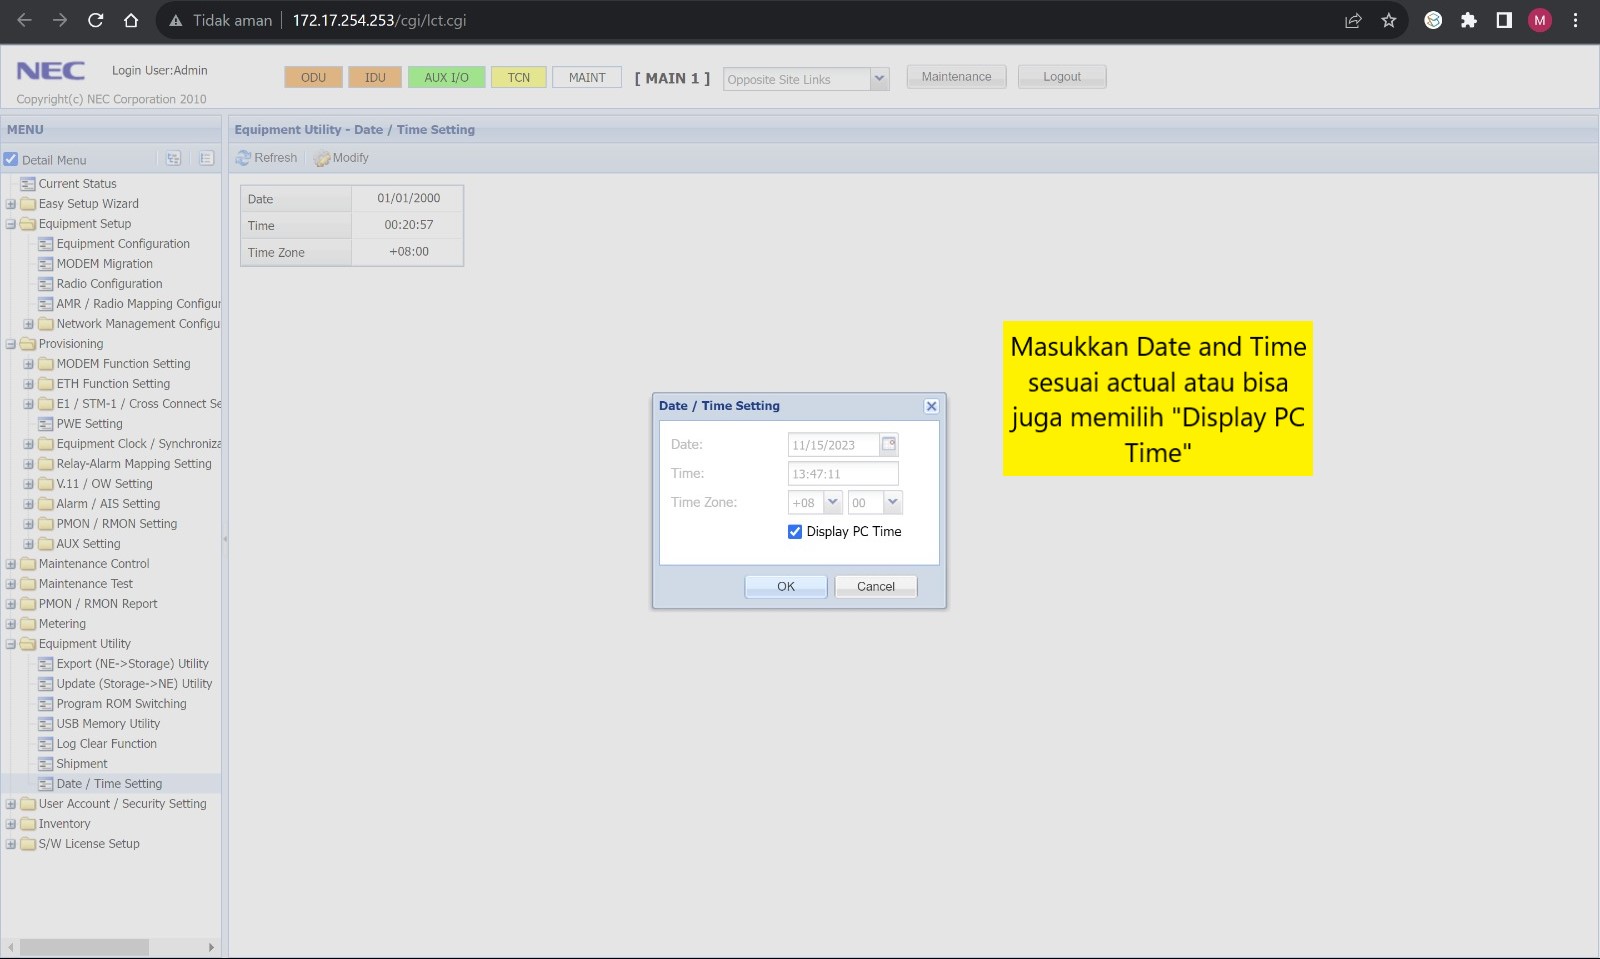 Tidak aman
172.17.254.253/cgi/lct.cgi
M
NEC
Login User:Admin
Copyright(c) NEC Corporation 2010
ODU
IDU
AUX I/O
TCN
MAINT
[ MAIN 1 ]
Opposite Site Links
Maintenance
Logout
MENU
Detail Menu
Current Status
Easy Setup Wizard
Equipment Setup
Equipment Configuration
MODEM Migration
Radio Configuration
AMR / Radio Mapping Configur
Network Management Configu
Provisioning
MODEM Function Setting
ETH Function Setting
E1 / STM-1 / Cross Connect Se
PWE Setting
Equipment Clock / Synchroniza
Relay-Alarm Mapping Setting
V.11 / OW Setting
Alarm / AIS Setting
PMON / RMON Setting
AUX Setting
Maintenance Control
Maintenance Test
PMON / RMON Report
Metering
Equipment Utility
Export (NE->Storage) Utility
Update (Storage->NE) Utility
Program ROM Switching
USB Memory Utility
Log Clear Function
Shipment
Date / Time Setting
User Account / Security Setting
Inventory
S/W License Setup
Equipment Utility - Date / Time Setting
Refresh
Modify
Date 01/01/2000
Time 00:20:57
Time Zone +08:00
Date / Time Setting
Date: 11/15/2023
Time: 13:47:11
Time Zone: +08 00
Display PC Time
OK
Cancel
Masukkan Date and Time
sesuai actual atau bisa
juga memilih "Display PC
Time"